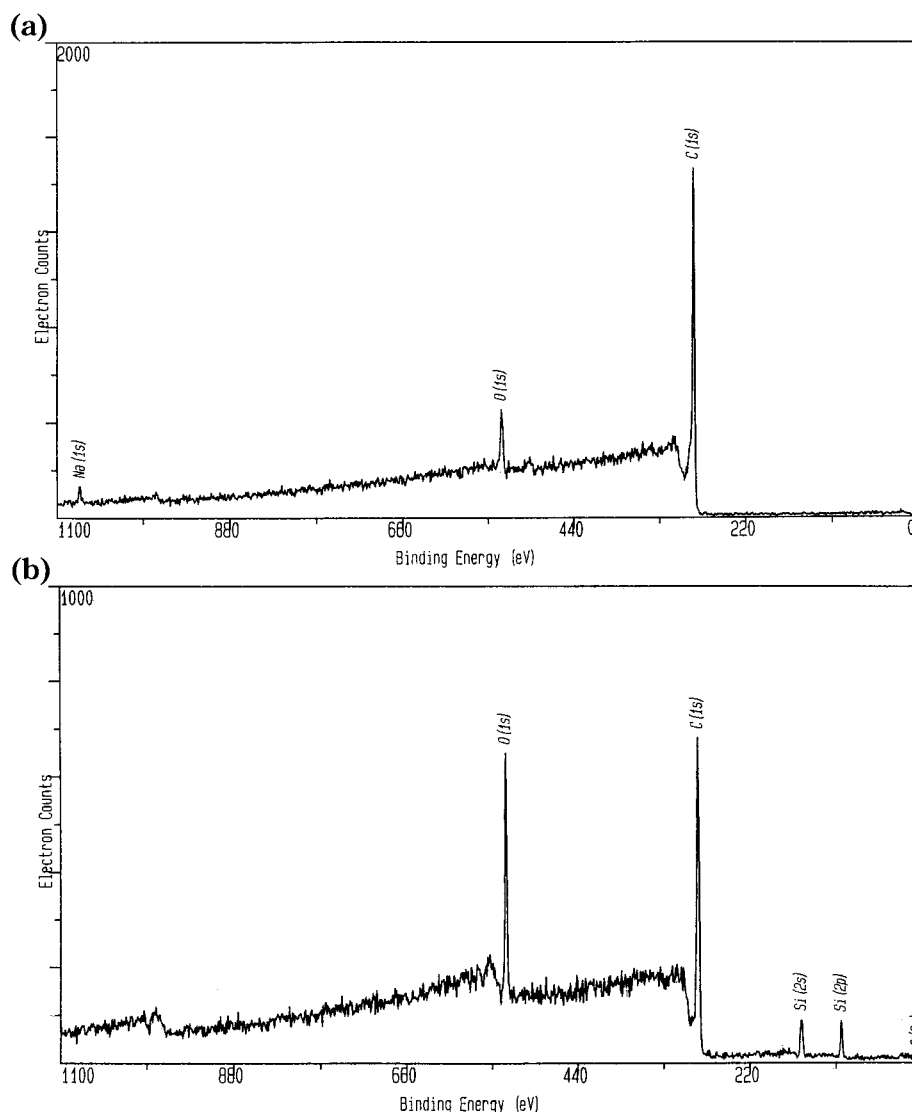 (a)
2000
C(1s)
O(1s)
Na(1s)
Electron Counts
1100 880 660 440 220 0
Binding Energy (eV)
(b)
1000
O(1s)
C(1s)
Si(2s)
Si(2p)
Electron Counts
1100 880 660 440 220
Binding Energy (eV)